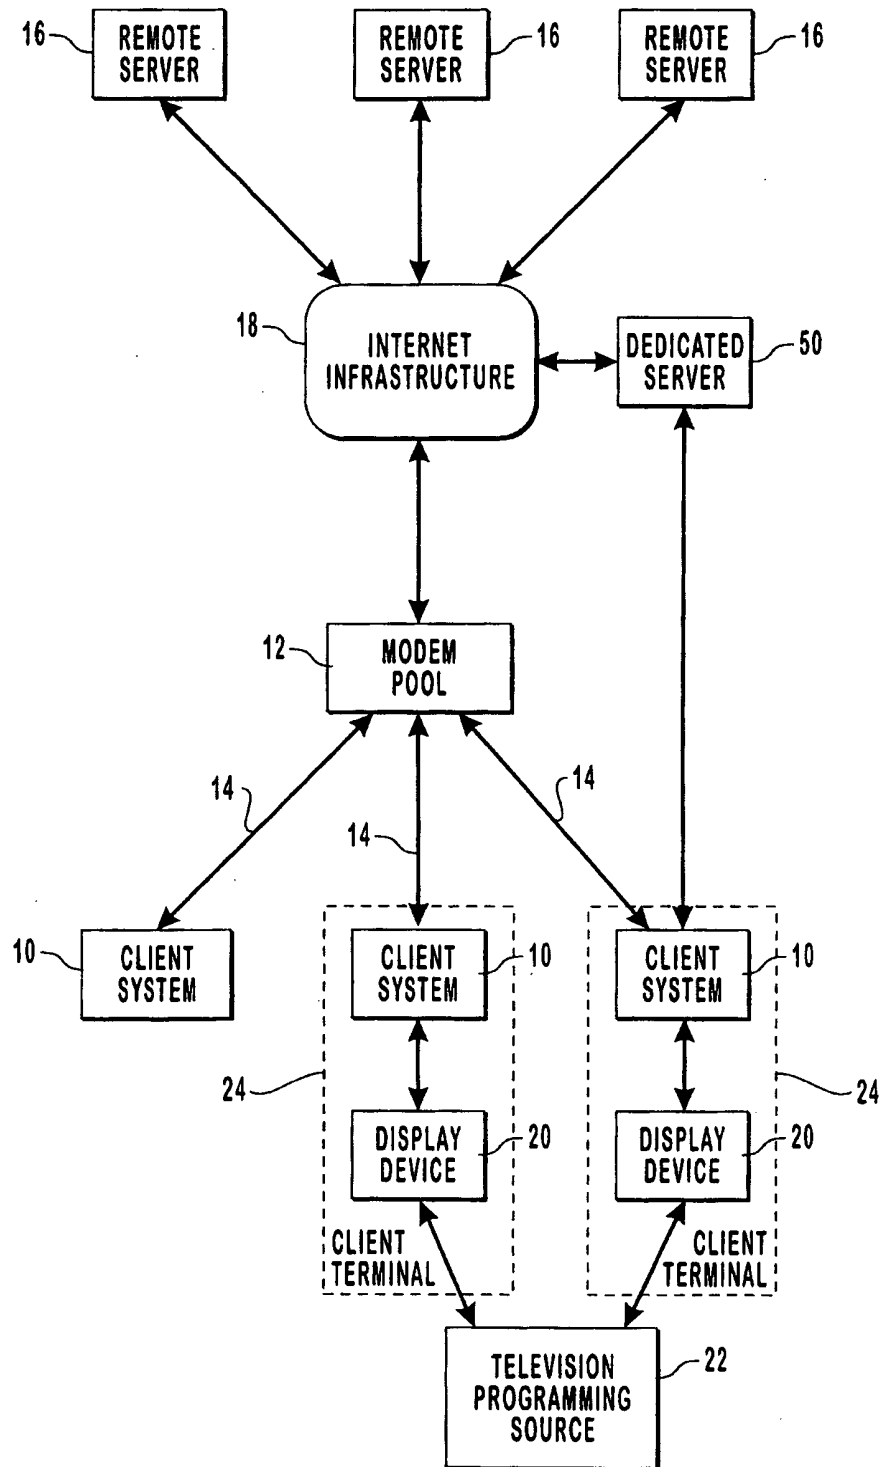 16
REMOTE
SERVER
REMOTE
SERVER
16
REMOTE
SERVER
16
18
INTERNET
INFRASTRUCTURE
DEDICATED
SERVER
50
12
MODEM
POOL
14
14
14
10
CLIENT
SYSTEM
CLIENT
SYSTEM
10
CLIENT
SYSTEM
10
24
24
DISPLAY
DEVICE
20
DISPLAY
DEVICE
20
CLIENT
TERMINAL
CLIENT
TERMINAL
TELEVISION
PROGRAMMING
SOURCE
22